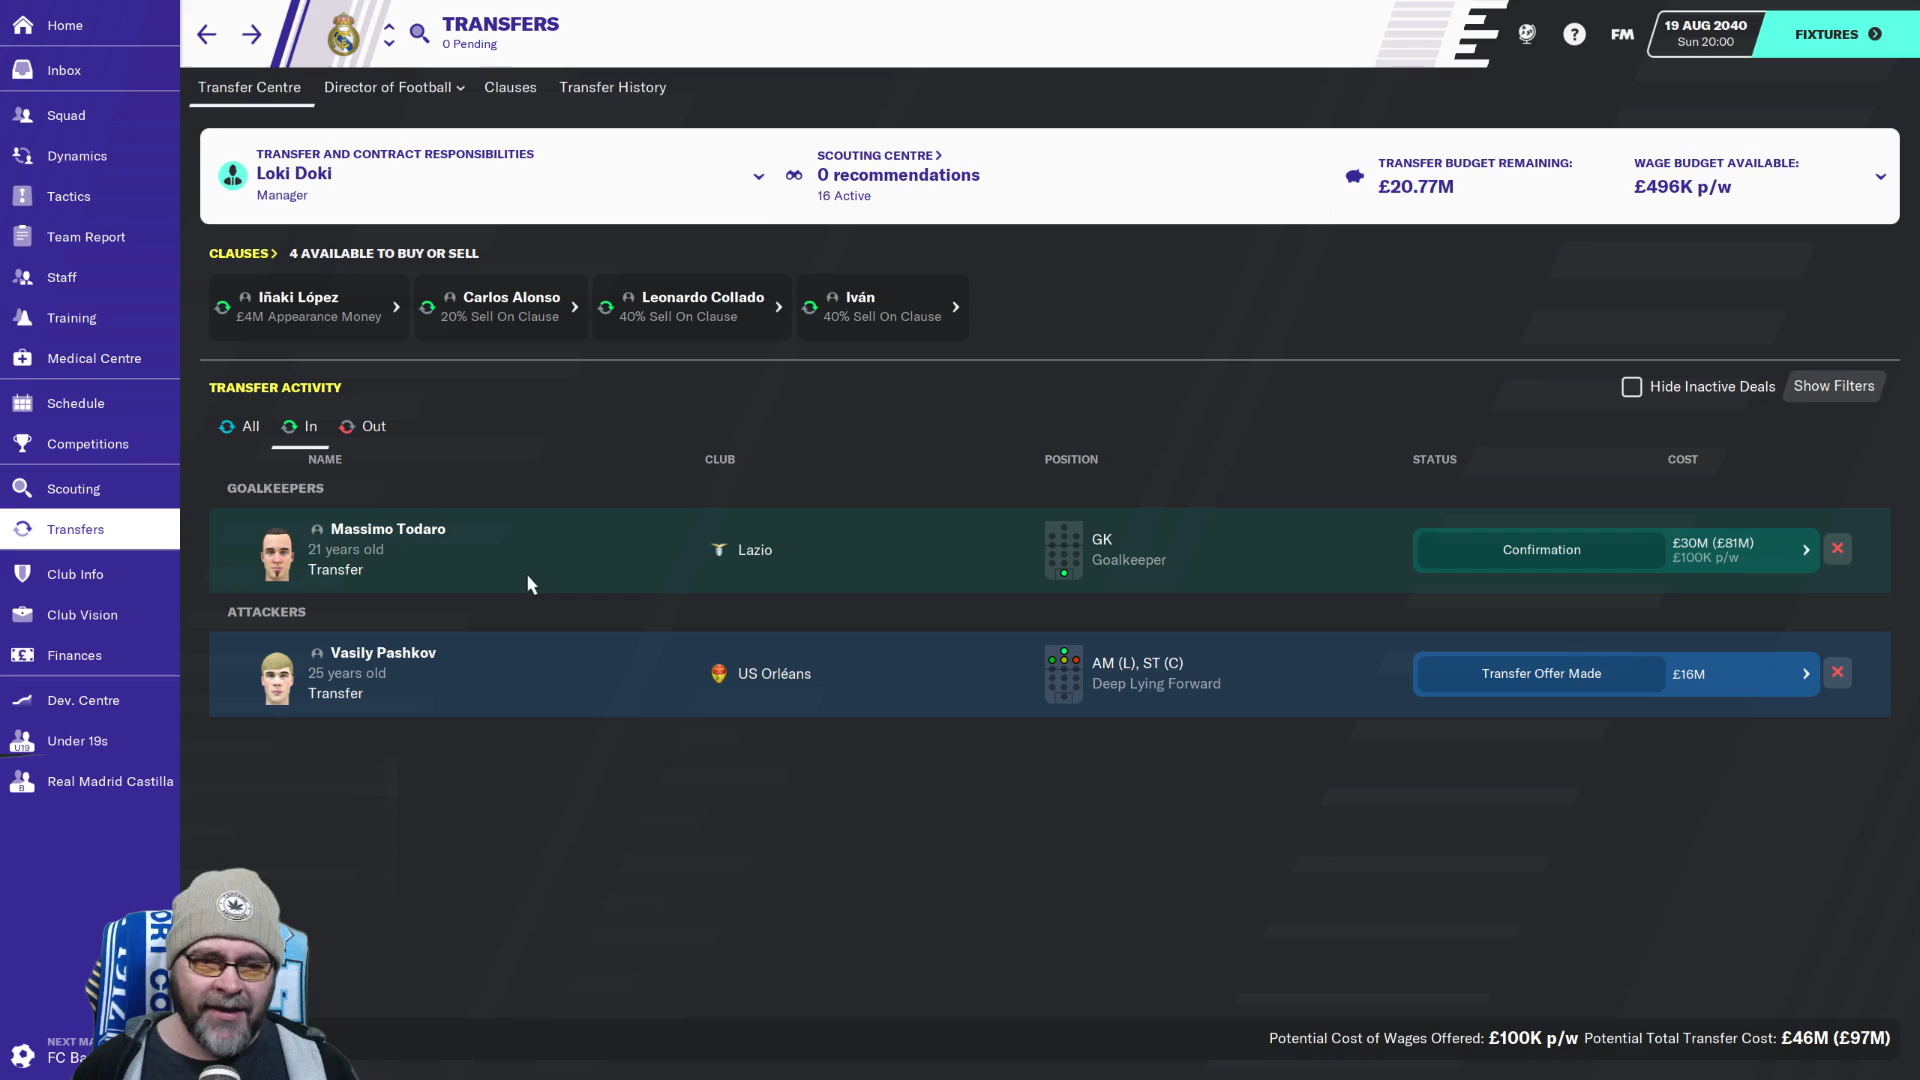 Home
Inbox
Squad
Dynamics
Tactics
Team Report
Staff
Training
Medical Centre
Schedule
Competitions
Scouting
Transfers
Club Info
Club Vision
Finances
Dev. Centre
U19
Under 19s
B
Real Madrid Castilla
NEXT MA
FC Ba
TRANSFERS
0 Pending
?
FM
19 AUG 2040
Sun 20:00
FIXTURES
Transfer Centre
Director of Football
Clauses
Transfer History
TRANSFER AND CONTRACT RESPONSIBILITIES
Loki Doki
Manager
SCOUTING CENTRE >
0 recommendations
16 Active
TRANSFER BUDGET REMAINING:
£20.77M
WAGE BUDGET AVAILABLE:
£496K p/w
CLAUSES > 4 AVAILABLE TO BUY OR SELL
Iñaki López
£4M Appearance Money
Carlos Alonso
20% Sell On Clause
Leonardo Collado
40% Sell On Clause
Iván
40% Sell On Clause
TRANSFER ACTIVITY
Hide Inactive Deals
Show Filters
All
In
Out
NAME CLUB POSITION STATUS COST
GOALKEEPERS
Massimo Todaro
21 years old
Transfer
Lazio
GK
Goalkeeper
Confirmation
£30M (£81M)
£100K p/w
ATTACKERS
Vasily Pashkov
25 years old
Transfer
US Orléans
AM (L), ST (C)
Deep Lying Forward
Transfer Offer Made
£16M
Potential Cost of Wages Offered: £100K p/w Potential Total Transfer Cost: £46M (£97M)